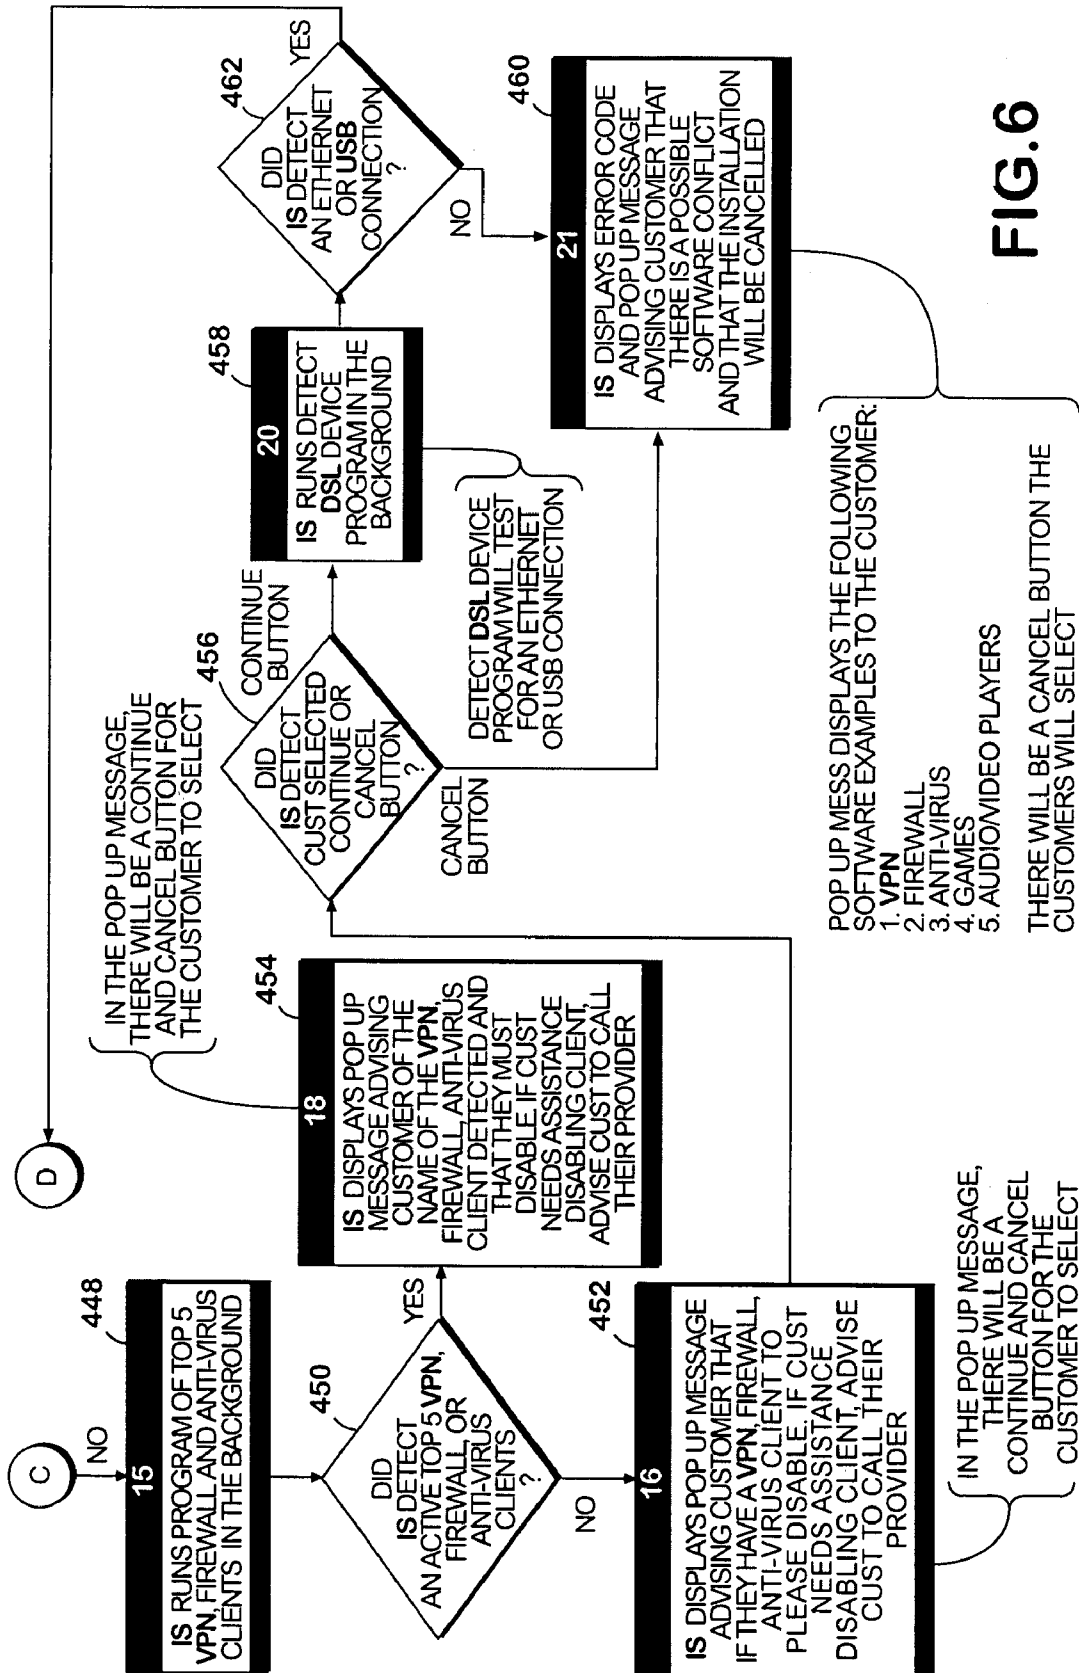 C
NO
448
15
IS RUNS PROGRAM OF TOP 5
VPN, FIREWALL AND ANTI-VIRUS
CLIENTS IN THE BACKGROUND
450
DID
IS DETECT
AN ACTIVE TOP 5 VPN,
FIREWALL, OR
ANTI-VIRUS
CLIENTS
?
YES
NO
452
16
IS DISPLAYS POP UP MESSAGE
ADVISING CUSTOMER THAT
IF THEY HAVE A VPN, FIREWALL,
ANTI-VIRUS CLIENT TO
PLEASE DISABLE. IF CUST
NEEDS ASSISTANCE
DISABLING CLIENT, ADVISE
CUST TO CALL THEIR
PROVIDER
IN THE POP UP MESSAGE,
THERE WILL BE A
CONTINUE AND CANCEL
BUTTON FOR THE
CUSTOMER TO SELECT
D
IN THE POP UP MESSAGE,
THERE WILL BE A CONTINUE
AND CANCEL BUTTON FOR
THE CUSTOMER TO SELECT
454
18
IS DISPLAYS POP UP
MESSAGE ADVISING
CUSTOMER OF THE
NAME OF THE VPN,
FIREWALL, ANTI-VIRUS
CLIENT DETECTED AND
THAT THEY MUST
DISABLE. IF CUST
NEEDS ASSISTANCE
DISABLING CLIENT,
ADVISE CUST TO CALL
THEIR PROVIDER
456
DID
IS DETECT
CUST SELECTED
CONTINUE OR
CANCEL
BUTTON
?
CONTINUE
BUTTON
CANCEL
BUTTON
458
20
IS RUNS DETECT
DSL DEVICE
PROGRAM IN THE
BACKGROUND
DETECT DSL DEVICE
PROGRAM WILL TEST
FOR AN ETHERNET
OR USB CONNECTION
462
DID
IS DETECT
AN ETHERNET
OR USB
CONNECTION
?
YES
NO
460
21
IS DISPLAYS ERROR CODE
AND POP UP MESSAGE
ADVISING CUSTOMER THAT
THERE IS A POSSIBLE
SOFTWARE CONFLICT
AND THAT THE INSTALLATION
WILL BE CANCELLED
POP UP MESS DISPLAYS THE FOLLOWING
SOFTWARE EXAMPLES TO THE CUSTOMER:
1. VPN
2. FIREWALL
3. ANTI-VIRUS
4. GAMES
5. AUDIO/VIDEO PLAYERS
THERE WILL BE A CANCEL BUTTON THE
CUSTOMERS WILL SELECT
FIG.6